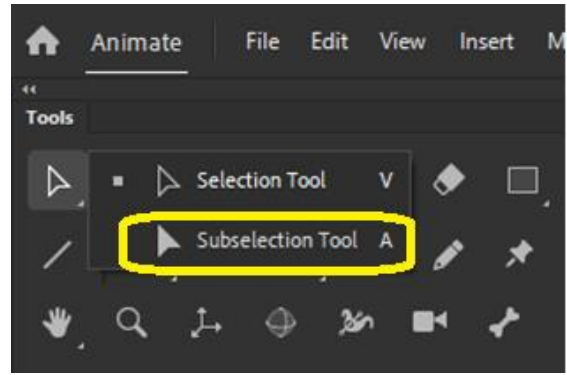 Animate File Edit View Insert M
Tools
Selection Tool V
Subselection Tool A